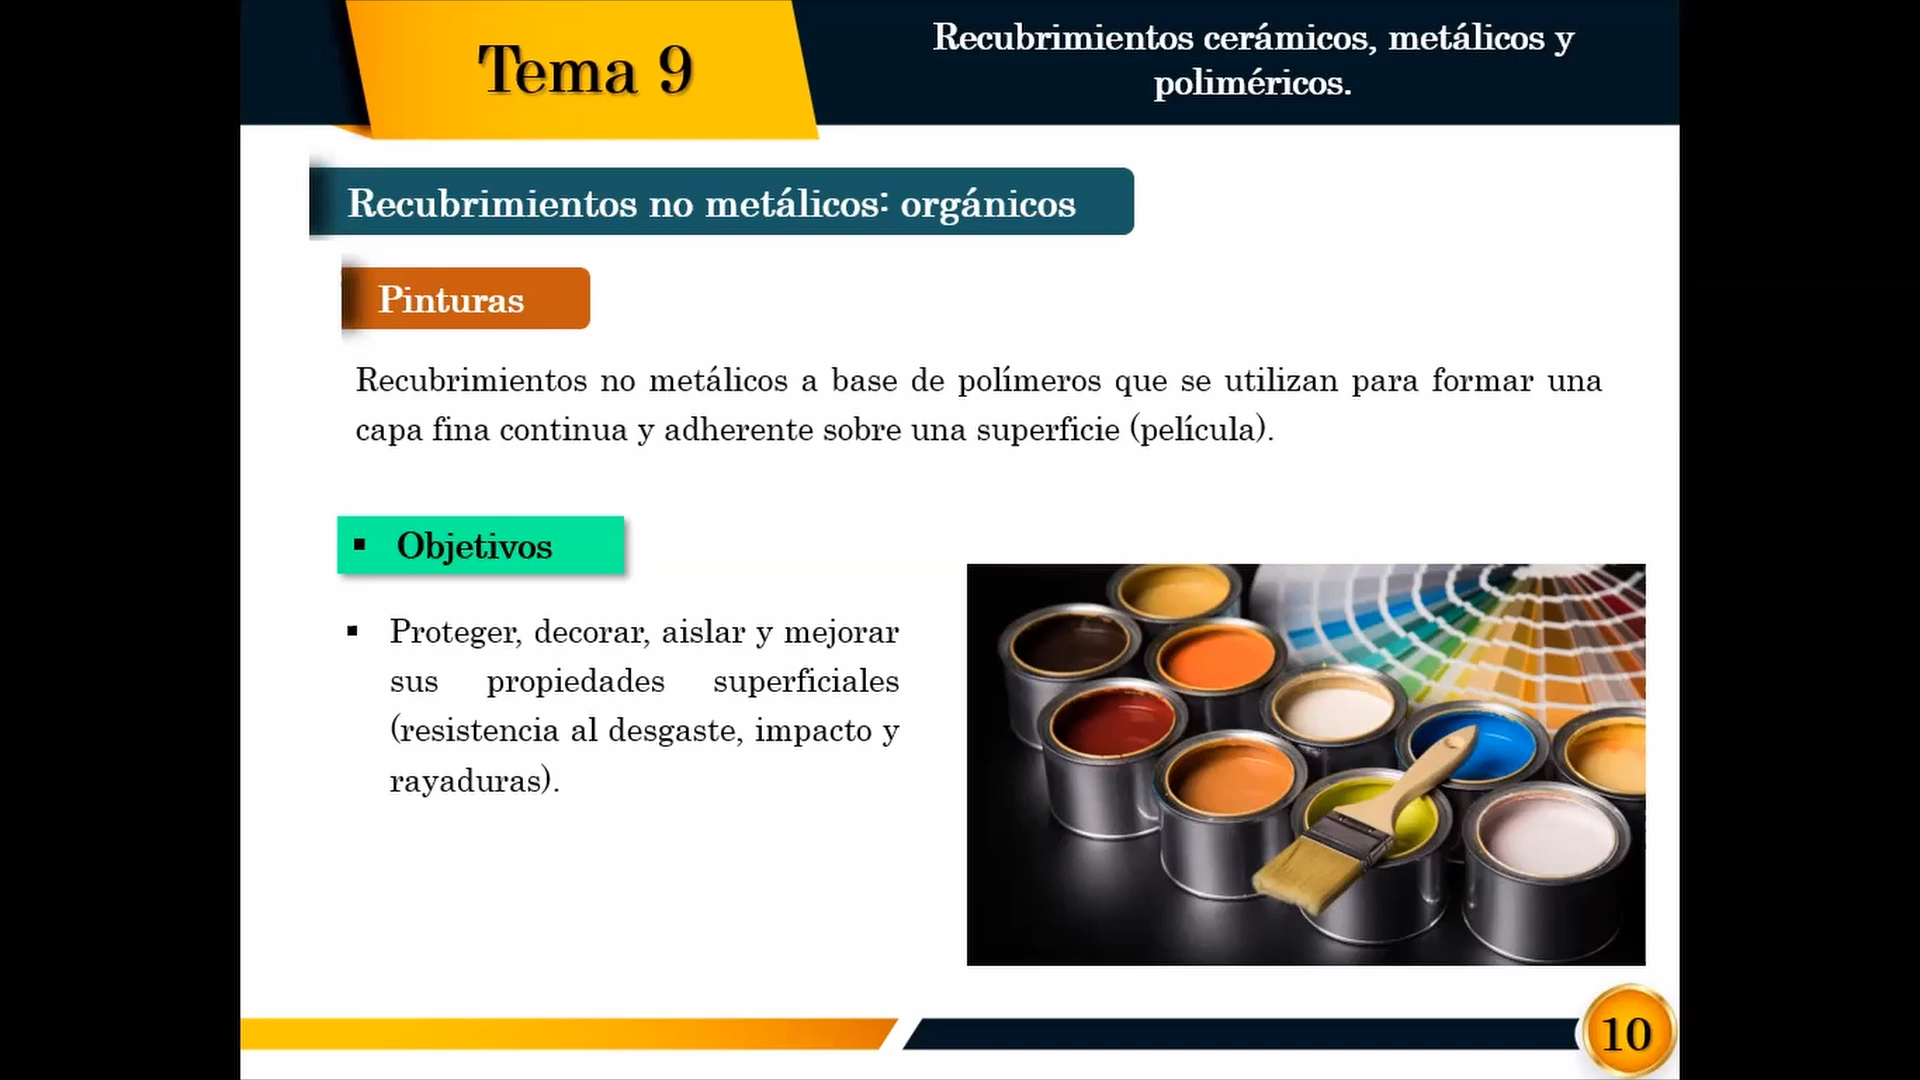 Tema 9
Recubrimientos cerámicos, metálicos y
poliméricos.
Recubrimientos no metálicos: orgánicos
Pinturas
Recubrimientos no metálicos a base de polímeros que se utilizan para formar una
capa fina continua y adherente sobre una superficie (película).
▪ Objetivos
▪ Proteger, decorar, aislar y mejorar
sus propiedades superficiales
(resistencia al desgaste, impacto y
rayaduras).
10